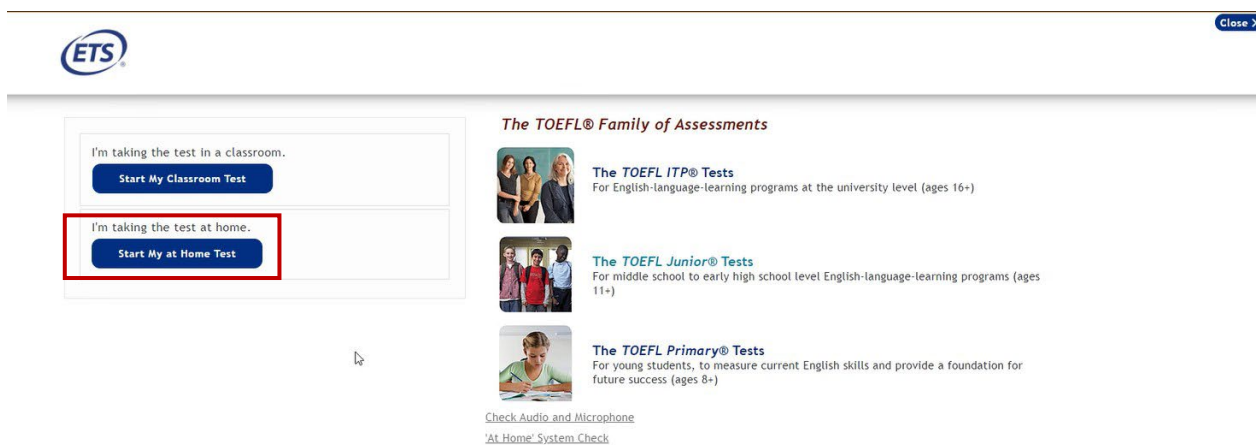 Close X
ETS®
I'm taking the test in a classroom.
Start My Classroom Test
I'm taking the test at home.
Start My at Home Test
The TOEFL® Family of Assessments
The TOEFL ITP® Tests
For English-language-learning programs at the university level (ages 16+)
The TOEFL Junior® Tests
For middle school to early high school level English-language-learning programs (ages
11+)
The TOEFL Primary® Tests
For young students, to measure current English skills and provide a foundation for
future success (ages 8+)
Check Audio and Microphone
'At Home' System Check